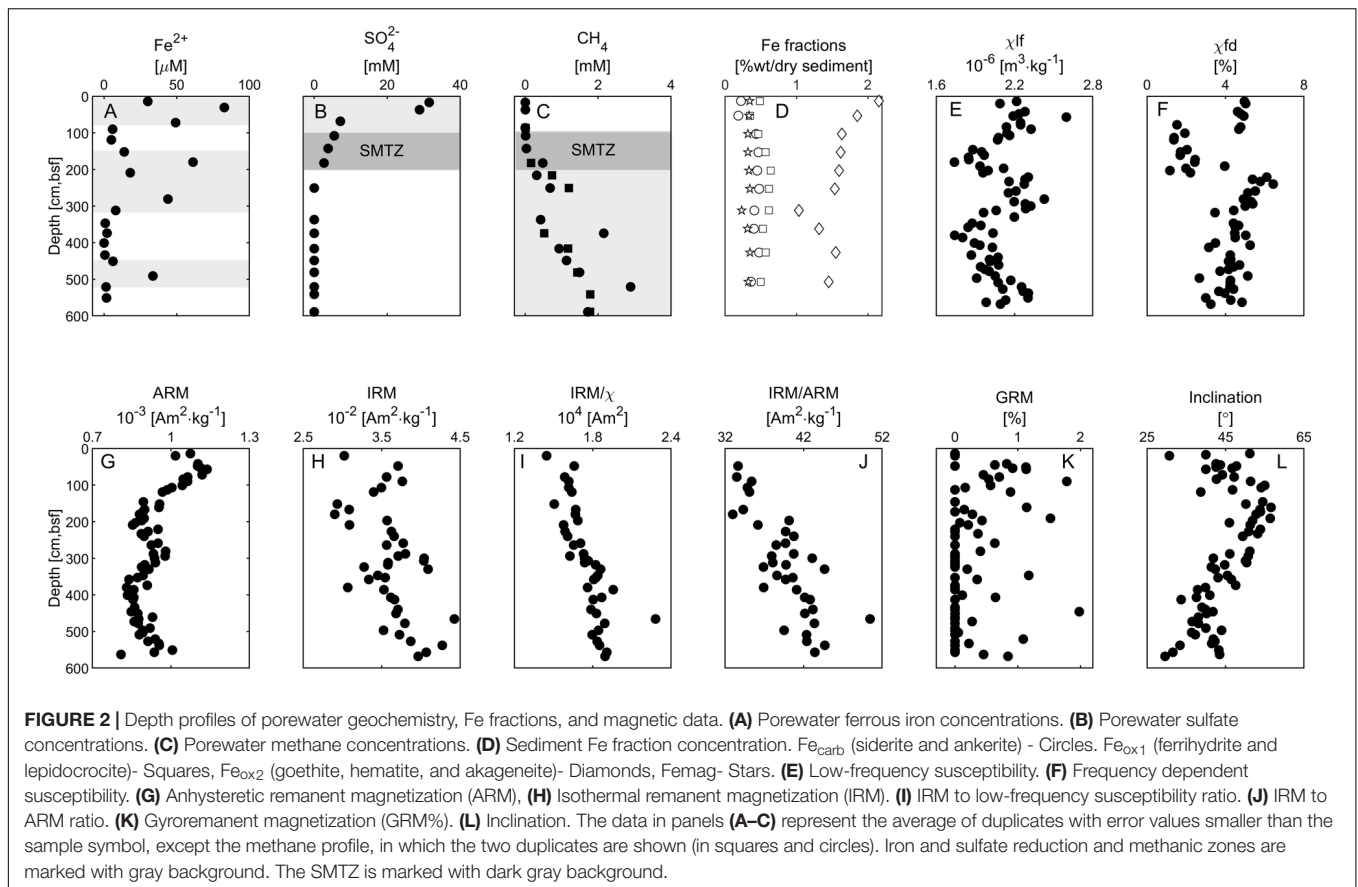 Fe2+
[μM]
0 50 100
SO42-
[mM]
0 20 40
CH4
[mM]
0 2 4
Fe fractions
[%wt/dry sediment]
0 1 2
χlf
10-6 [m3·kg-1]
1.6 2.2 2.8
χfd
[%]
0 4 8
Depth [cm,bsf]
0
100
200
300
400
500
600
A
B
SMTZ
C
SMTZ
D
E
F
ARM
10-3 [Am2·kg-1]
0.7 1 1.3
IRM
10-2 [Am2·kg-1]
2.5 3.5 4.5
IRM/χ
104 [Am2]
1.2 1.8 2.4
IRM/ARM
[Am2·kg-1]
32 42 52
GRM
[%]
0 1 2
Inclination
[°]
25 45 65
Depth [cm,bsf]
0
100
200
300
400
500
600
G
H
I
J
K
L
FIGURE 2 | Depth profiles of porewater geochemistry, Fe fractions, and magnetic data. (A) Porewater ferrous iron concentrations. (B) Porewater sulfate
concentrations. (C) Porewater methane concentrations. (D) Sediment Fe fraction concentration. Fecarb (siderite and ankerite) - Circles. Feox1 (ferrihydrite and
lepidocrocite)- Squares, Feox2 (goethite, hematite, and akageneite)- Diamonds, Femag- Stars. (E) Low-frequency susceptibility. (F) Frequency dependent
susceptibility. (G) Anhysteretic remanent magnetization (ARM), (H) Isothermal remanent magnetization (IRM). (I) IRM to low-frequency susceptibility ratio. (J) IRM to
ARM ratio. (K) Gyroremanent magnetization (GRM%). (L) Inclination. The data in panels (A–C) represent the average of duplicates with error values smaller than the
sample symbol, except the methane profile, in which the two duplicates are shown (in squares and circles). Iron and sulfate reduction and methanic zones are
marked with gray background. The SMTZ is marked with dark gray background.